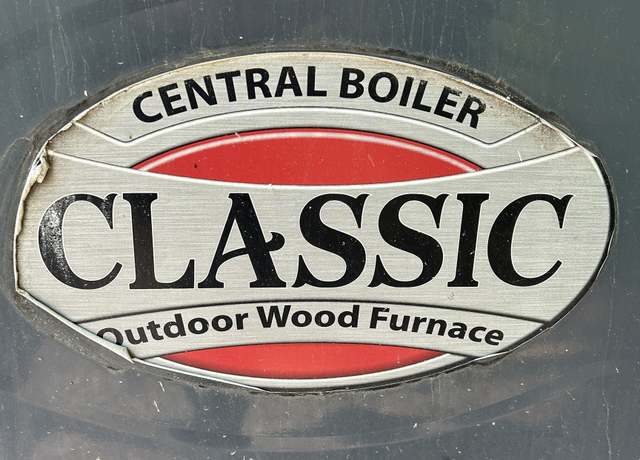 CENTRAL BOILER
CLASSIC
Outdoor Wood Furnace